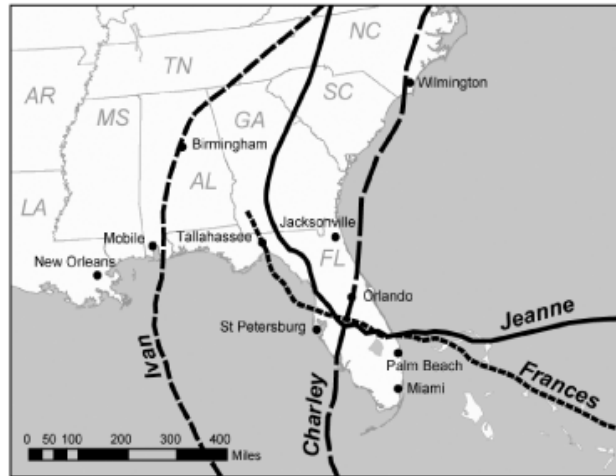 NC
TN
Wilmington
AR
SC
MS
GA
Birmingham
AL
LA
Jacksonville
Mobile
Tallahassee
New Orleans
FL
Orlando
Jeanne
St Petersburg
Ivan
Charley
Palm Beach
Frances
Miami
0 50 100 200 300 400
Miles